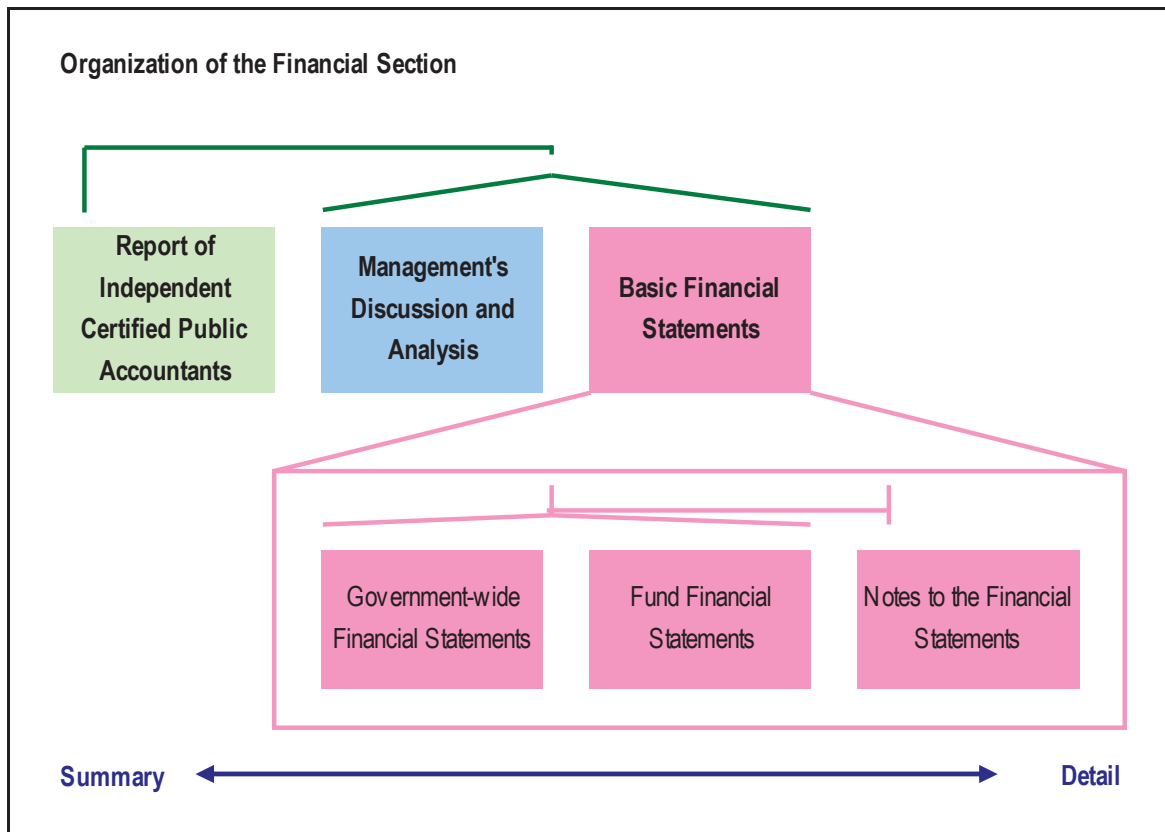 Organization of the Financial Section
Report of
Independent
Certified Public
Accountants
Management's
Discussion and
Analysis
Basic Financial
Statements
Government-wide
Financial Statements
Fund Financial
Statements
Notes to the Financial
Statements
Summary
Detail